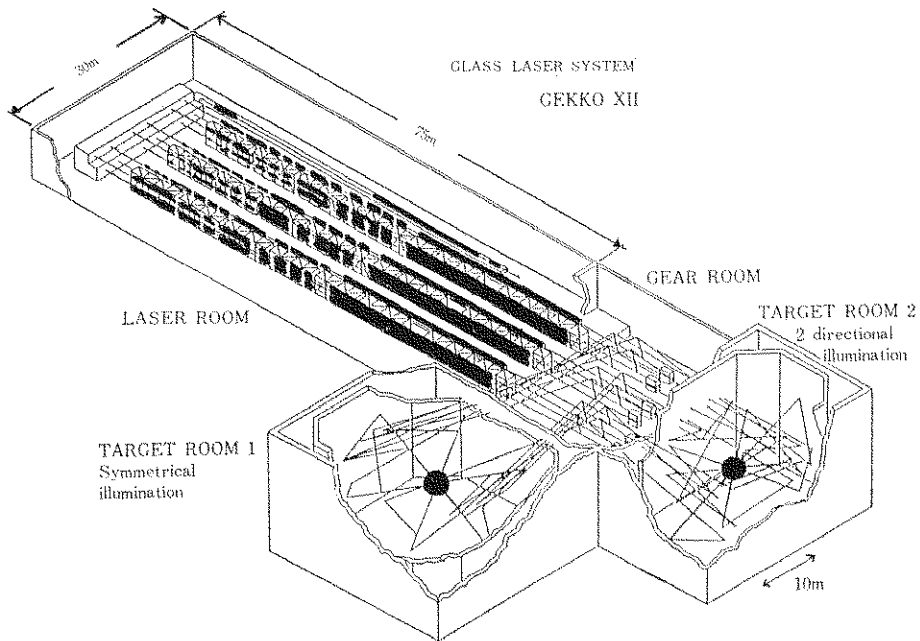 30m
GLASS LASER SYSTEM
GEKKO XII
75m
GEAR ROOM
LASER ROOM
TARGET ROOM 2
2 directional
illumination
TARGET ROOM 1
Symmetrical
illumination
10m